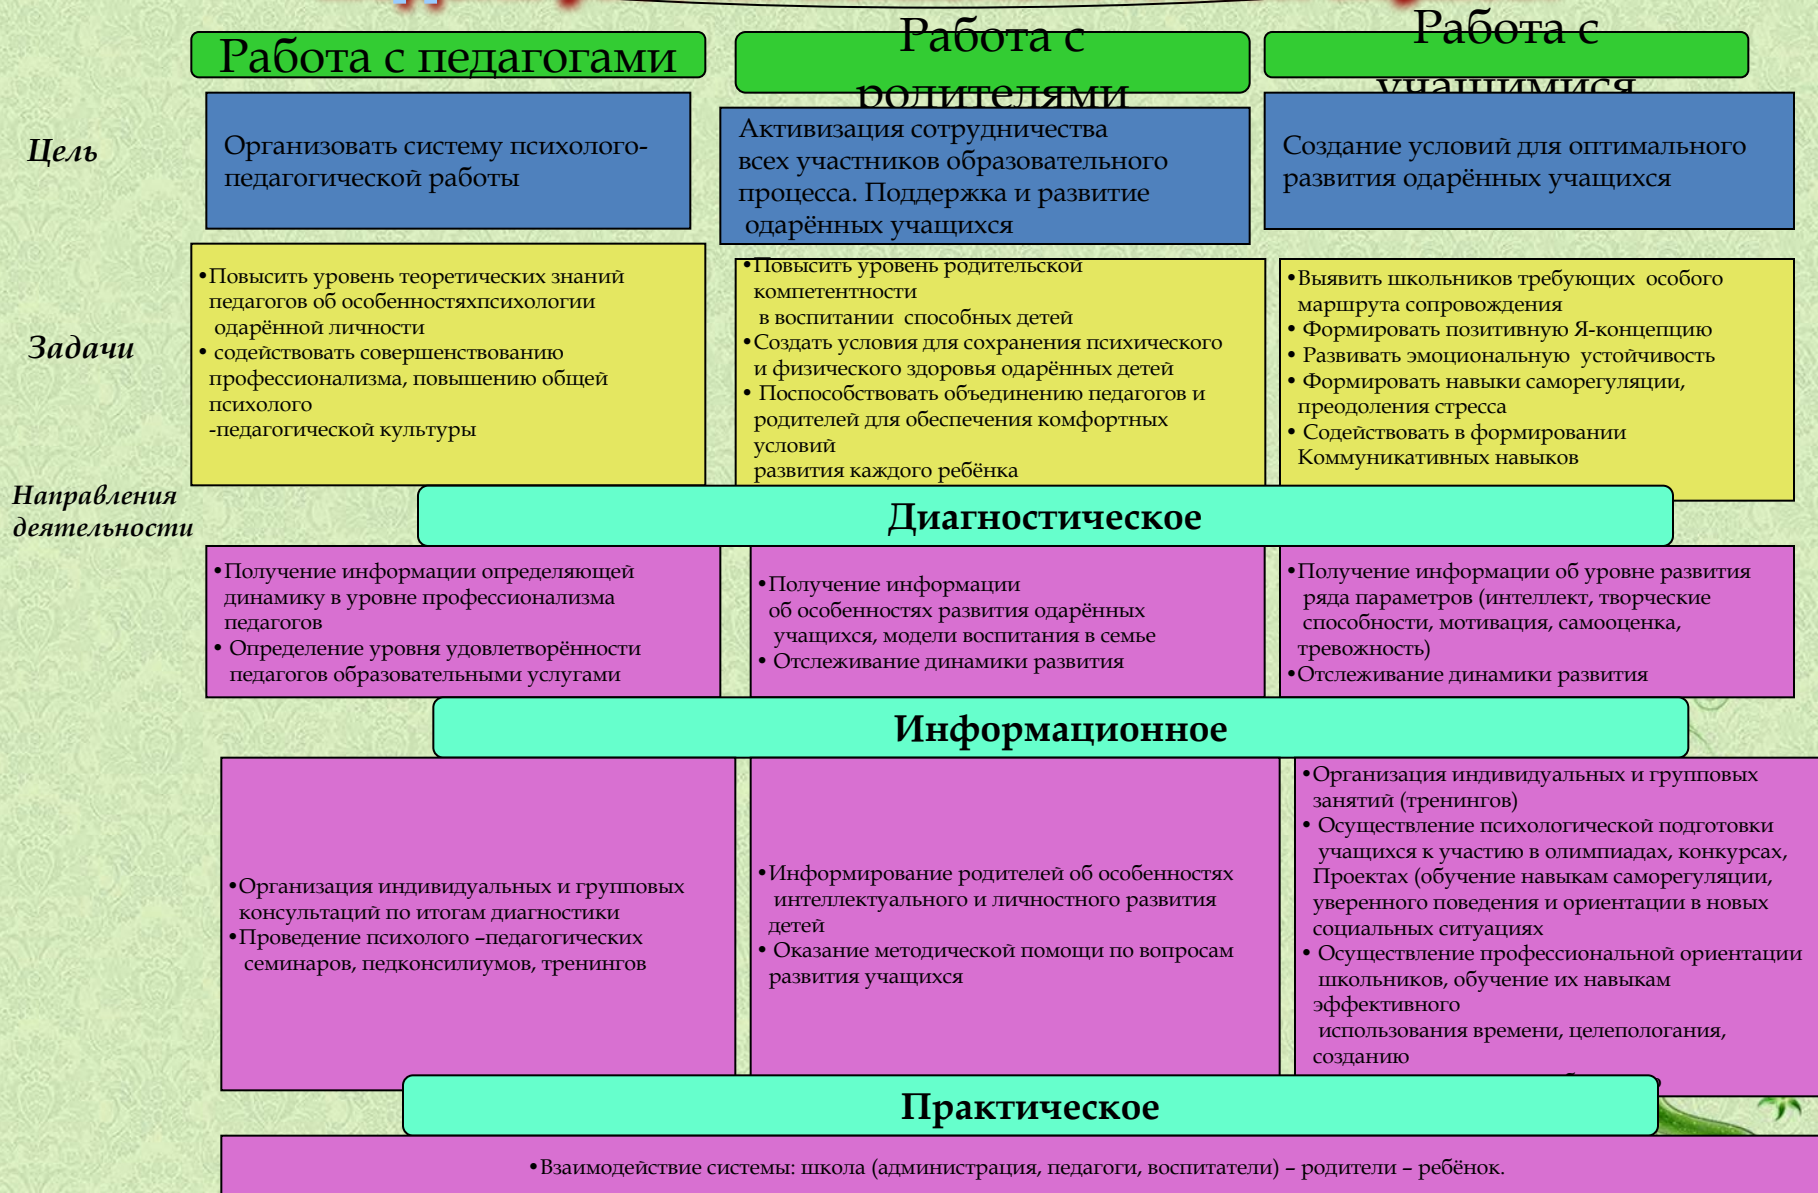 Работа с педагогами
Работа с
родителями
Работа с
учащимися
Цель
Организовать систему психолого-
педагогической работы
Активизация сотрудничества
всех участников образовательного
процесса. Поддержка и развитие
одарённых учащихся
Создание условий для оптимального
развития одарённых учащихся
Задачи
•Повысить уровень теоретических знаний
педагогов об особенностяхпсихологии
одарённой личности
• содействовать совершенствованию
профессионализма, повышению общей
психолого
-педагогической культуры
•Повысить уровень родительской
компетентности
в воспитании способных детей
•Создать условия для сохранения психического
и физического здоровья одарённых детей
• Поспособствовать объединению педагогов и
родителей для обеспечения комфортных
условий
развития каждого ребёнка
•Выявить школьников требующих особого
маршрута сопровождения
• Формировать позитивную Я-концепцию
• Развивать эмоциональную устойчивость
• Формировать навыки саморегуляции,
преодоления стресса
• Содействовать в формировании
Коммуникативных навыков
Направления
деятельности
Диагностическое
•Получение информации определяющей
динамику в уровне профессионализма
педагогов
• Определение уровня удовлетворённости
педагогов образовательными услугами
•Получение информации
об особенностях развития одарённых
учащихся, модели воспитания в семье
• Отслеживание динамики развития
•Получение информации об уровне развития
ряда параметров (интеллект, творческие
способности, мотивация, самооценка,
тревожность)
•Отслеживание динамики развития
Информационное
•Организация индивидуальных и групповых
консультаций по итогам диагностики
•Проведение психолого –педагогических
семинаров, педконсилиумов, тренингов
•Информирование родителей об особенностях
интеллектуального и личностного развития
детей
• Оказание методической помощи по вопросам
развития учащихся
•Организация индивидуальных и групповых
занятий (тренингов)
• Осуществление психологической подготовки
учащихся к участию в олимпиадах, конкурсах,
Проектах (обучение навыкам саморегуляции,
уверенного поведения и ориентации в новых
социальных ситуациях
• Осуществление профессиональной ориентации
школьников, обучение их навыкам
эффективного
использования времени, целепологания,
созданию
Практическое
•Взаимодействие системы: школа (администрация, педагоги, воспитатели) – родители – ребёнок.